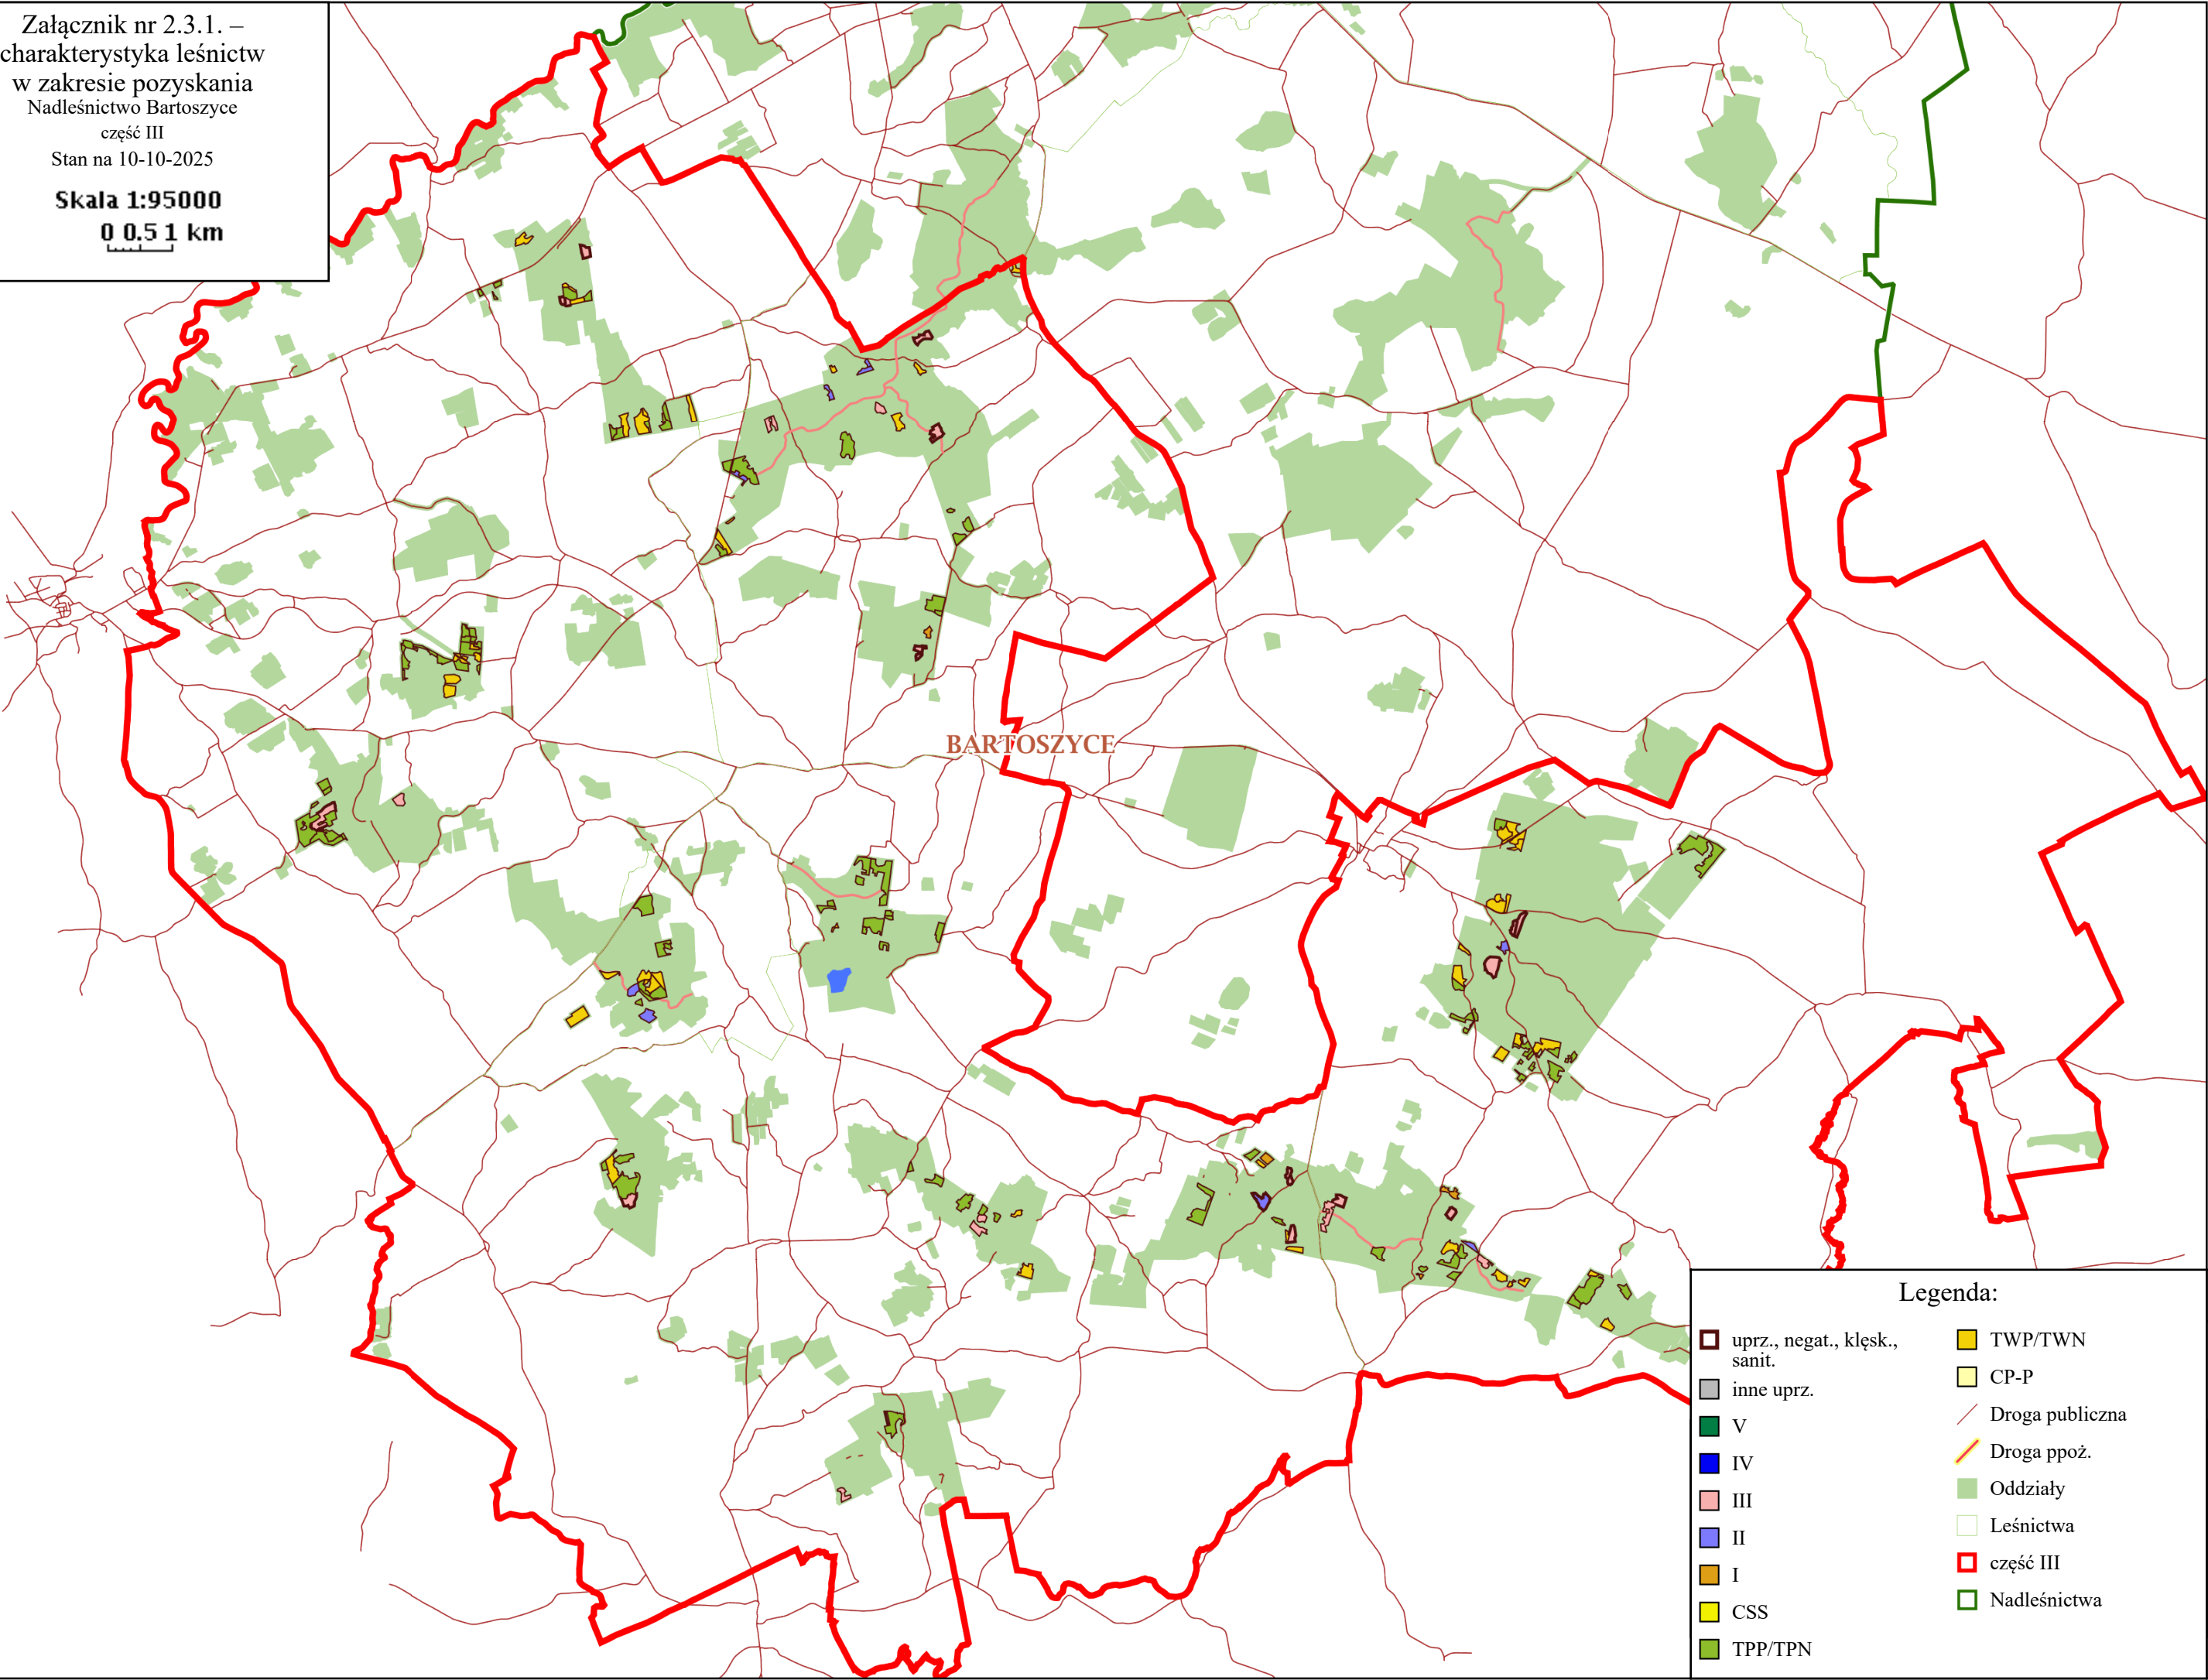 Załącznik nr 2.3.1. –
charakterystyka leśnictw
w zakresie pozyskania
Nadleśnictwo Bartoszyce
część III
Stan na 10-10-2025
Skala 1:95000
0 0.5 1 km
BARTOSZYCE
Legenda:
uprz., negat., klęsk.,
sanit.
inne uprz.
V
IV
III
II
I
CSS
TPP/TPN
TWP/TWN
CP-P
Droga publiczna
Droga ppoż.
Oddziały
Leśnictwa
część III
Nadleśnictwa